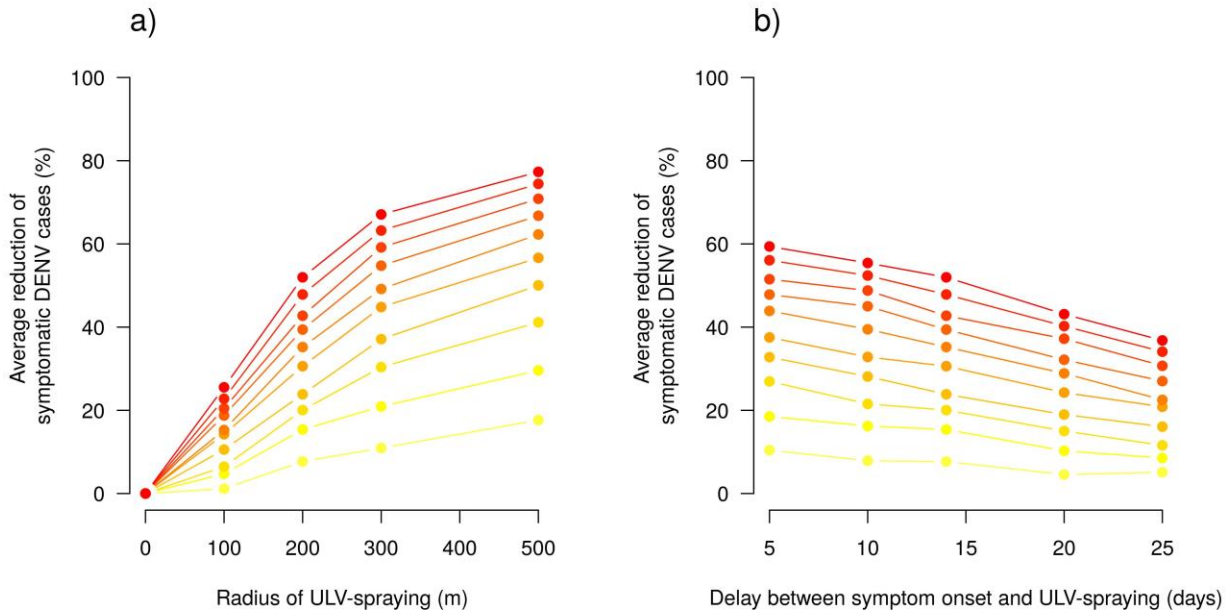 a)
Average reduction of
symptomatic DENV cases (%)
100
80
60
40
20
0
0 100 200 300 400 500
Radius of ULV-spraying (m)
b)
Average reduction of
symptomatic DENV cases (%)
100
80
60
40
20
0
5 10 15 20 25
Delay between symptom onset and ULV-spraying (days)